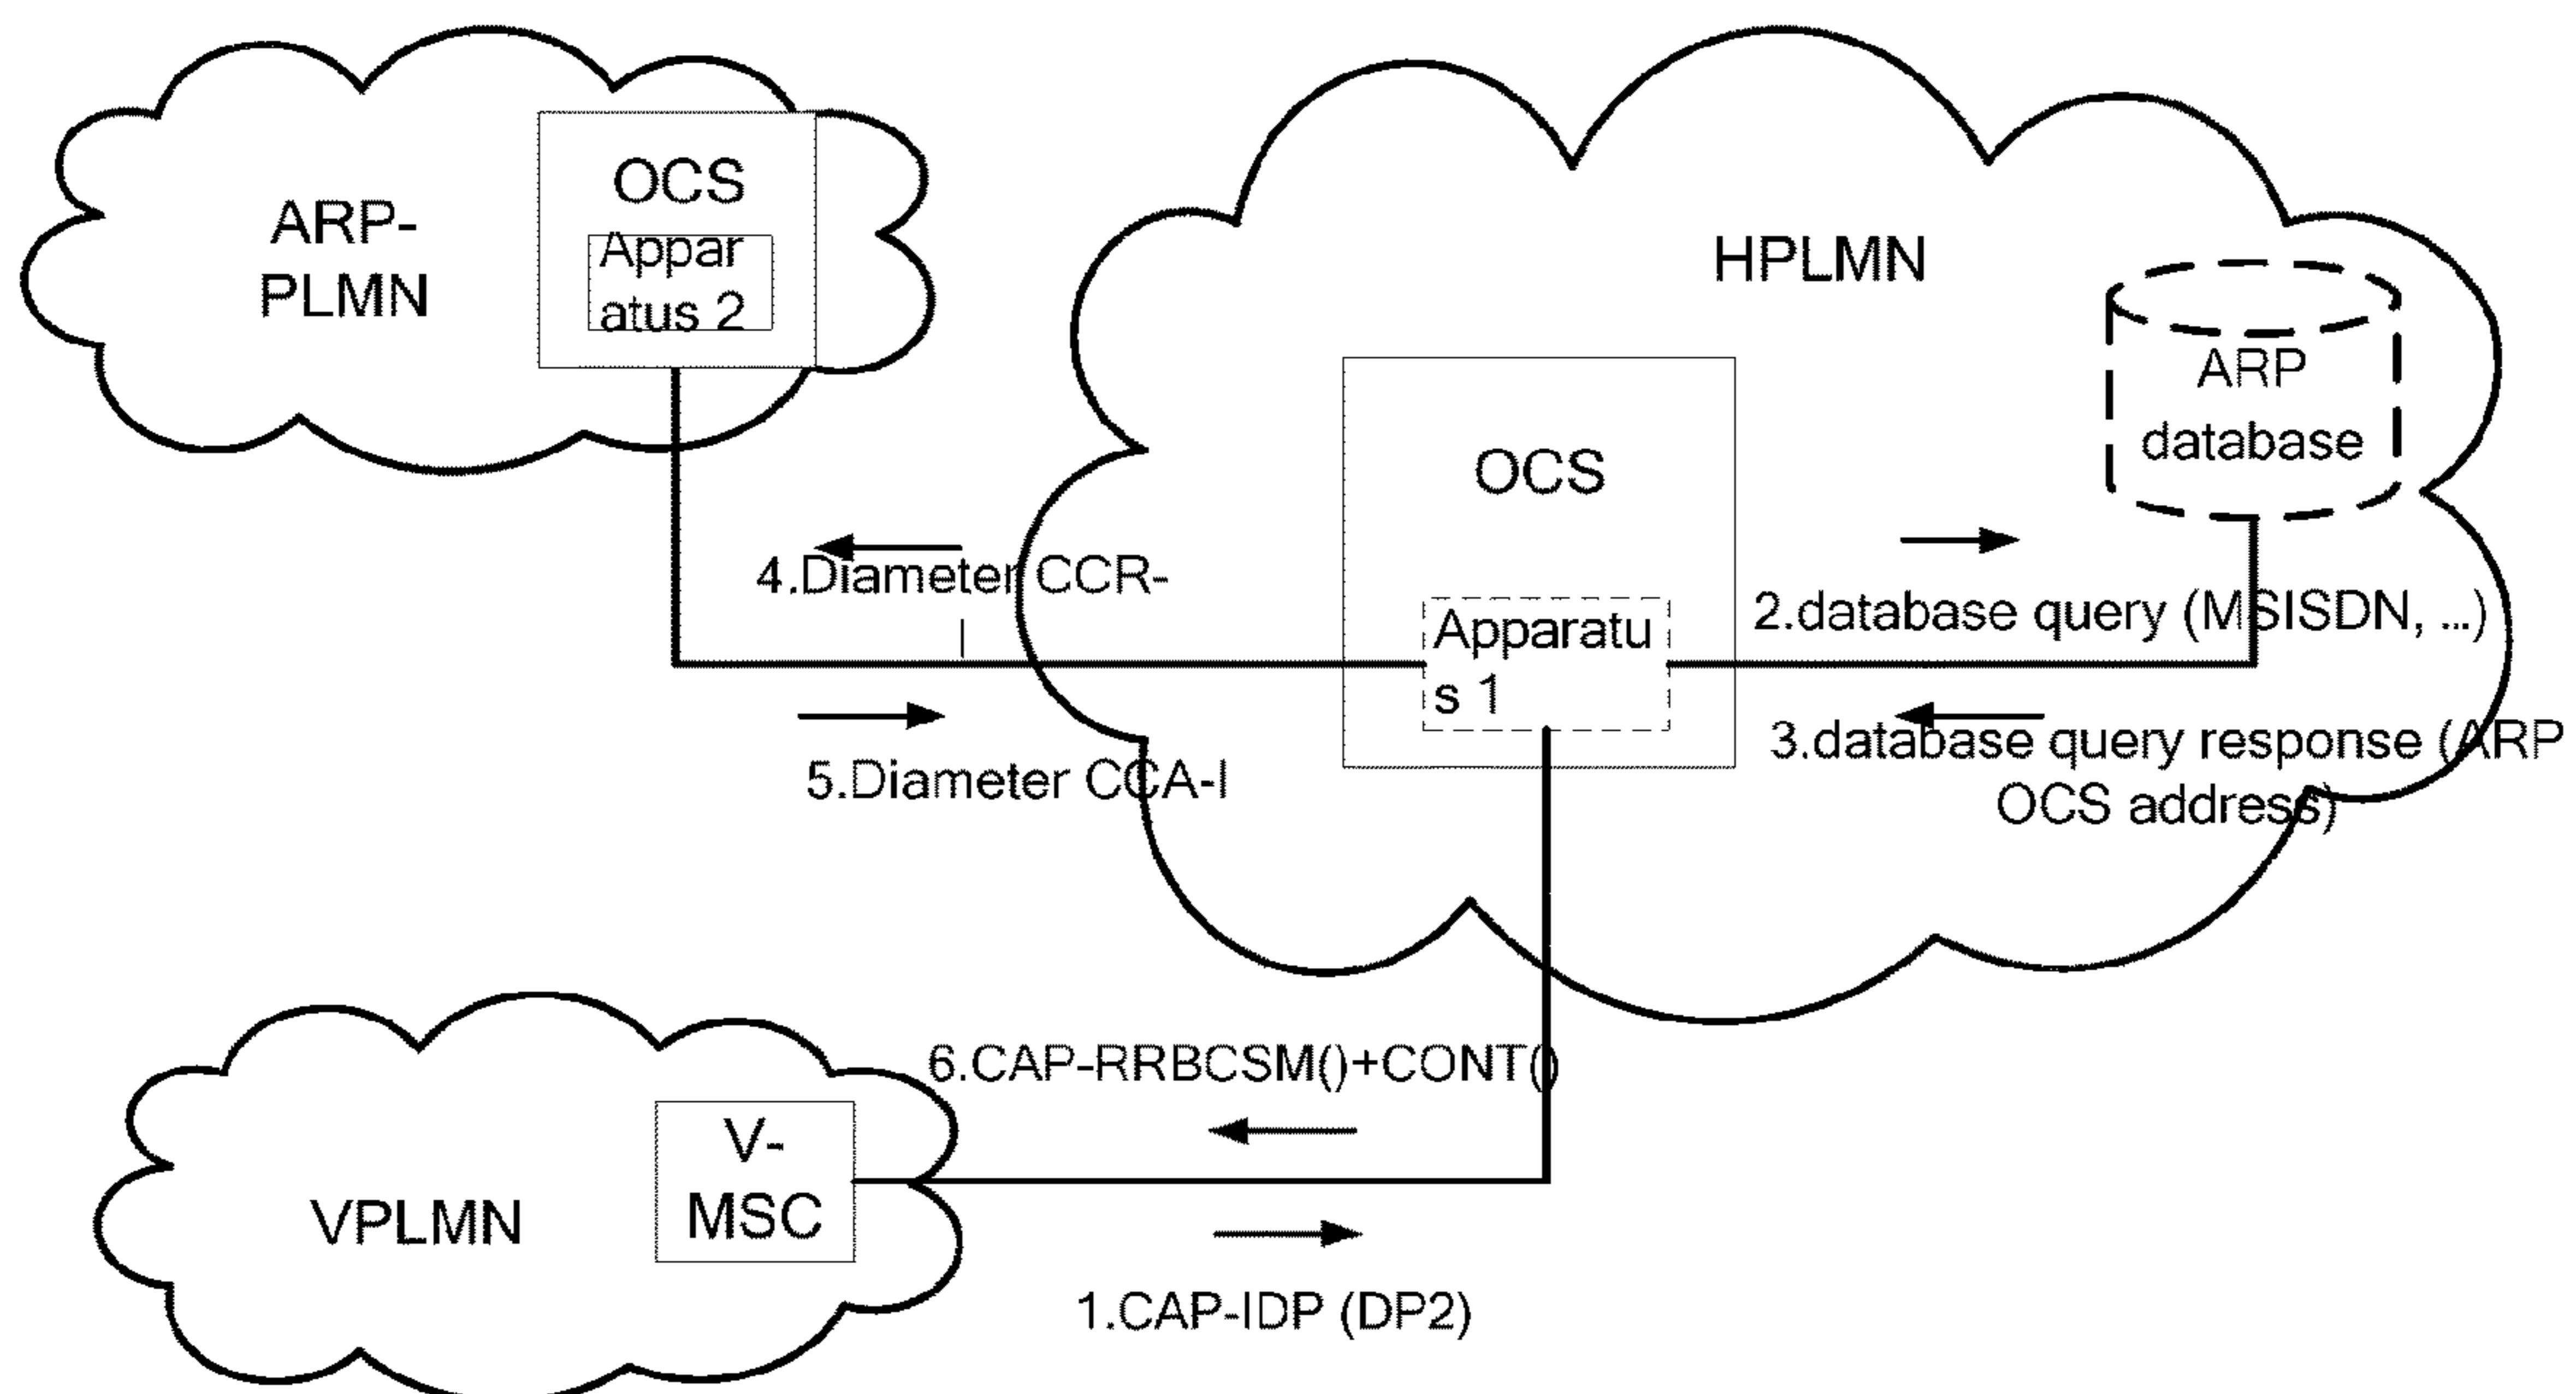 ARP-
PLMN
OCS
Appar
atus 2
HPLMN
ARP
database
OCS
Apparatu
s 1
4.Diameter CCR-
I
5.Diameter CCA-I
2.database query (MSISDN, ...)
3.database query response (ARP
OCS address)
6.CAP-RRBCSM()+CONT()
VPLMN
V-
MSC
1.CAP-IDP (DP2)